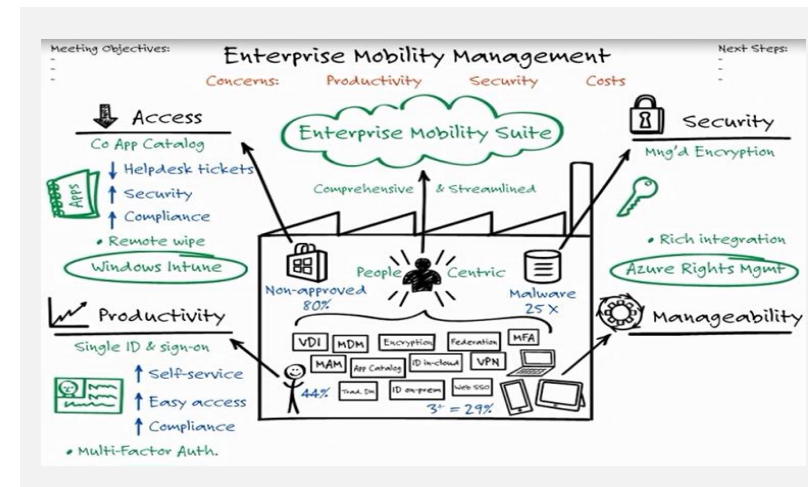 Meeting Objectives:
Enterprise Mobility Management
Next Steps:
Concerns: Productivity Security Costs
Access
Co App Catalog
Helpdesk tickets
Apps
Security
Compliance
• Remote wipe
Windows Intune
Enterprise Mobility Suite
Comprehensive & Streamlined
Security
Mng'd Encryption
• Rich integration
Azure Rights Mgmt
People Centric
Non-approved
80%
Malware
25 X
Productivity
Single ID & sign-on
Self-service
Easy access
Compliance
• Multi-Factor Auth.
Manageability
VDI
MDM
Encryption
Federation
MFA
MAM
App Catalog
ID in-cloud
VPN
44%
Trad. Dm
ID on-prem
Web SSO
3+ = 29%